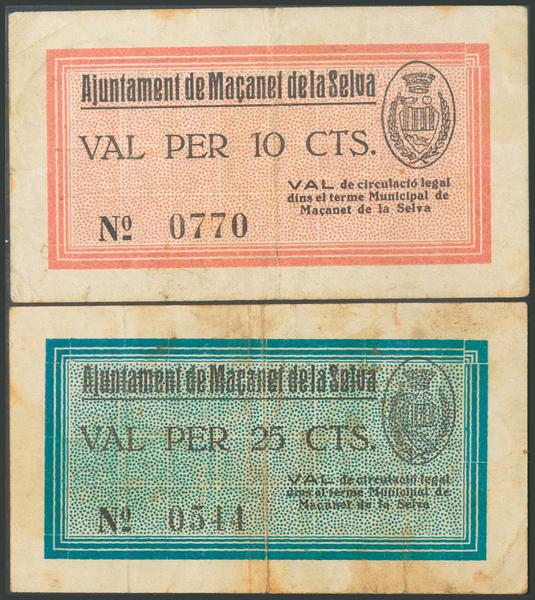 Ajuntament de Maçanet de la Selva
VAL PER 10 CTS.
VAL de circulació legal
dins el terme Municipal de
Maçanet de la Selva
Nº 0770
Ajuntament de Maçanet de la Selva
VAL PER 25 CTS.
VAL de circulació legal
dins el terme Municipal de
Maçanet de la Selva
Nº 0544